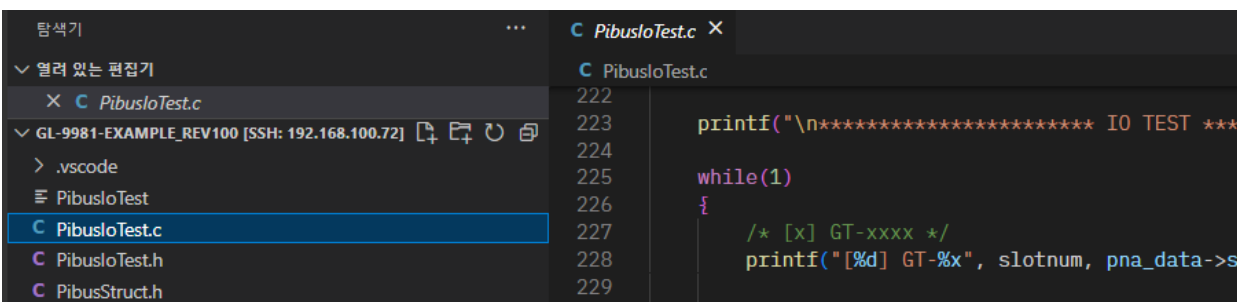 탐색기 ···
열려 있는 편집기
C PibusIoTest.c
GL-9981-EXAMPLE_REV100 [SSH: 192.168.100.72]
.vscode
PibusIoTest
C PibusIoTest.c
C PibusIoTest.h
C PibusStruct.h
C PibusIoTest.c
C PibusIoTest.c
222
223 printf("\n*********************** IO TEST ***
224
225 while(1)
226 {
227 /* [x] GT-xxxx */
228 printf("[%d] GT-%x", slotnum, pna_data->s
229